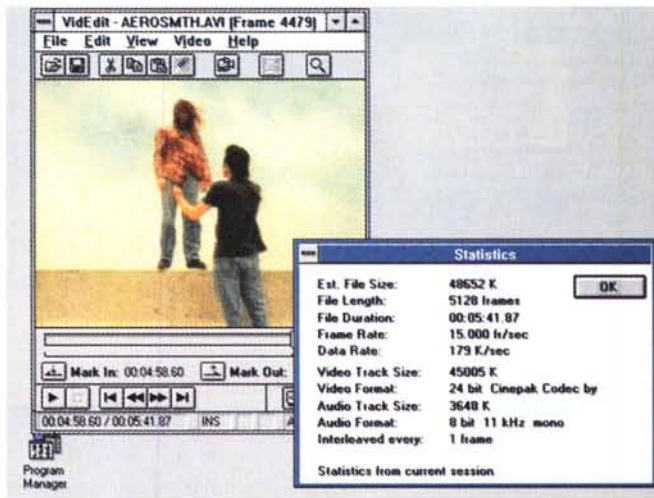 VidEdit - AEROSMTH.AVI [Frame 4479]
File Edit View Video Help
Mark In: 00:04:58.60 Mark Out:
00:04:58.60 / 00:05:41.87 INS
Program
Manager
Statistics
Est. File Size: 48652 K
OK
File Length: 5128 frames
File Duration: 00:05:41.87
Frame Rate: 15.000 fr/sec
Data Rate: 179 K/sec
Video Track Size: 45005 K
Video Format: 24 bit Cinepak Codec by
Audio Track Size: 3648 K
Audio Format: 8 bit 11 kHz mono
Interleaved every: 1 frame
Statistics from current session